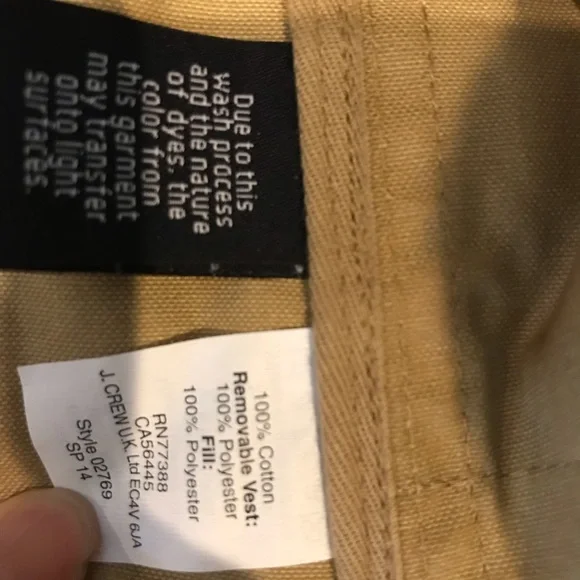 Due to this
wash process
and the nature
of dyes, the
color from
this garment
may transfer
onto light
surfaces.
100% Cotton
Removable Vest:
100% Polyester
Fill:
100% Polyester
RN77388
CA56445
J. CREW U.K. Ltd EC4V 6JA
Style 02769
SP 14